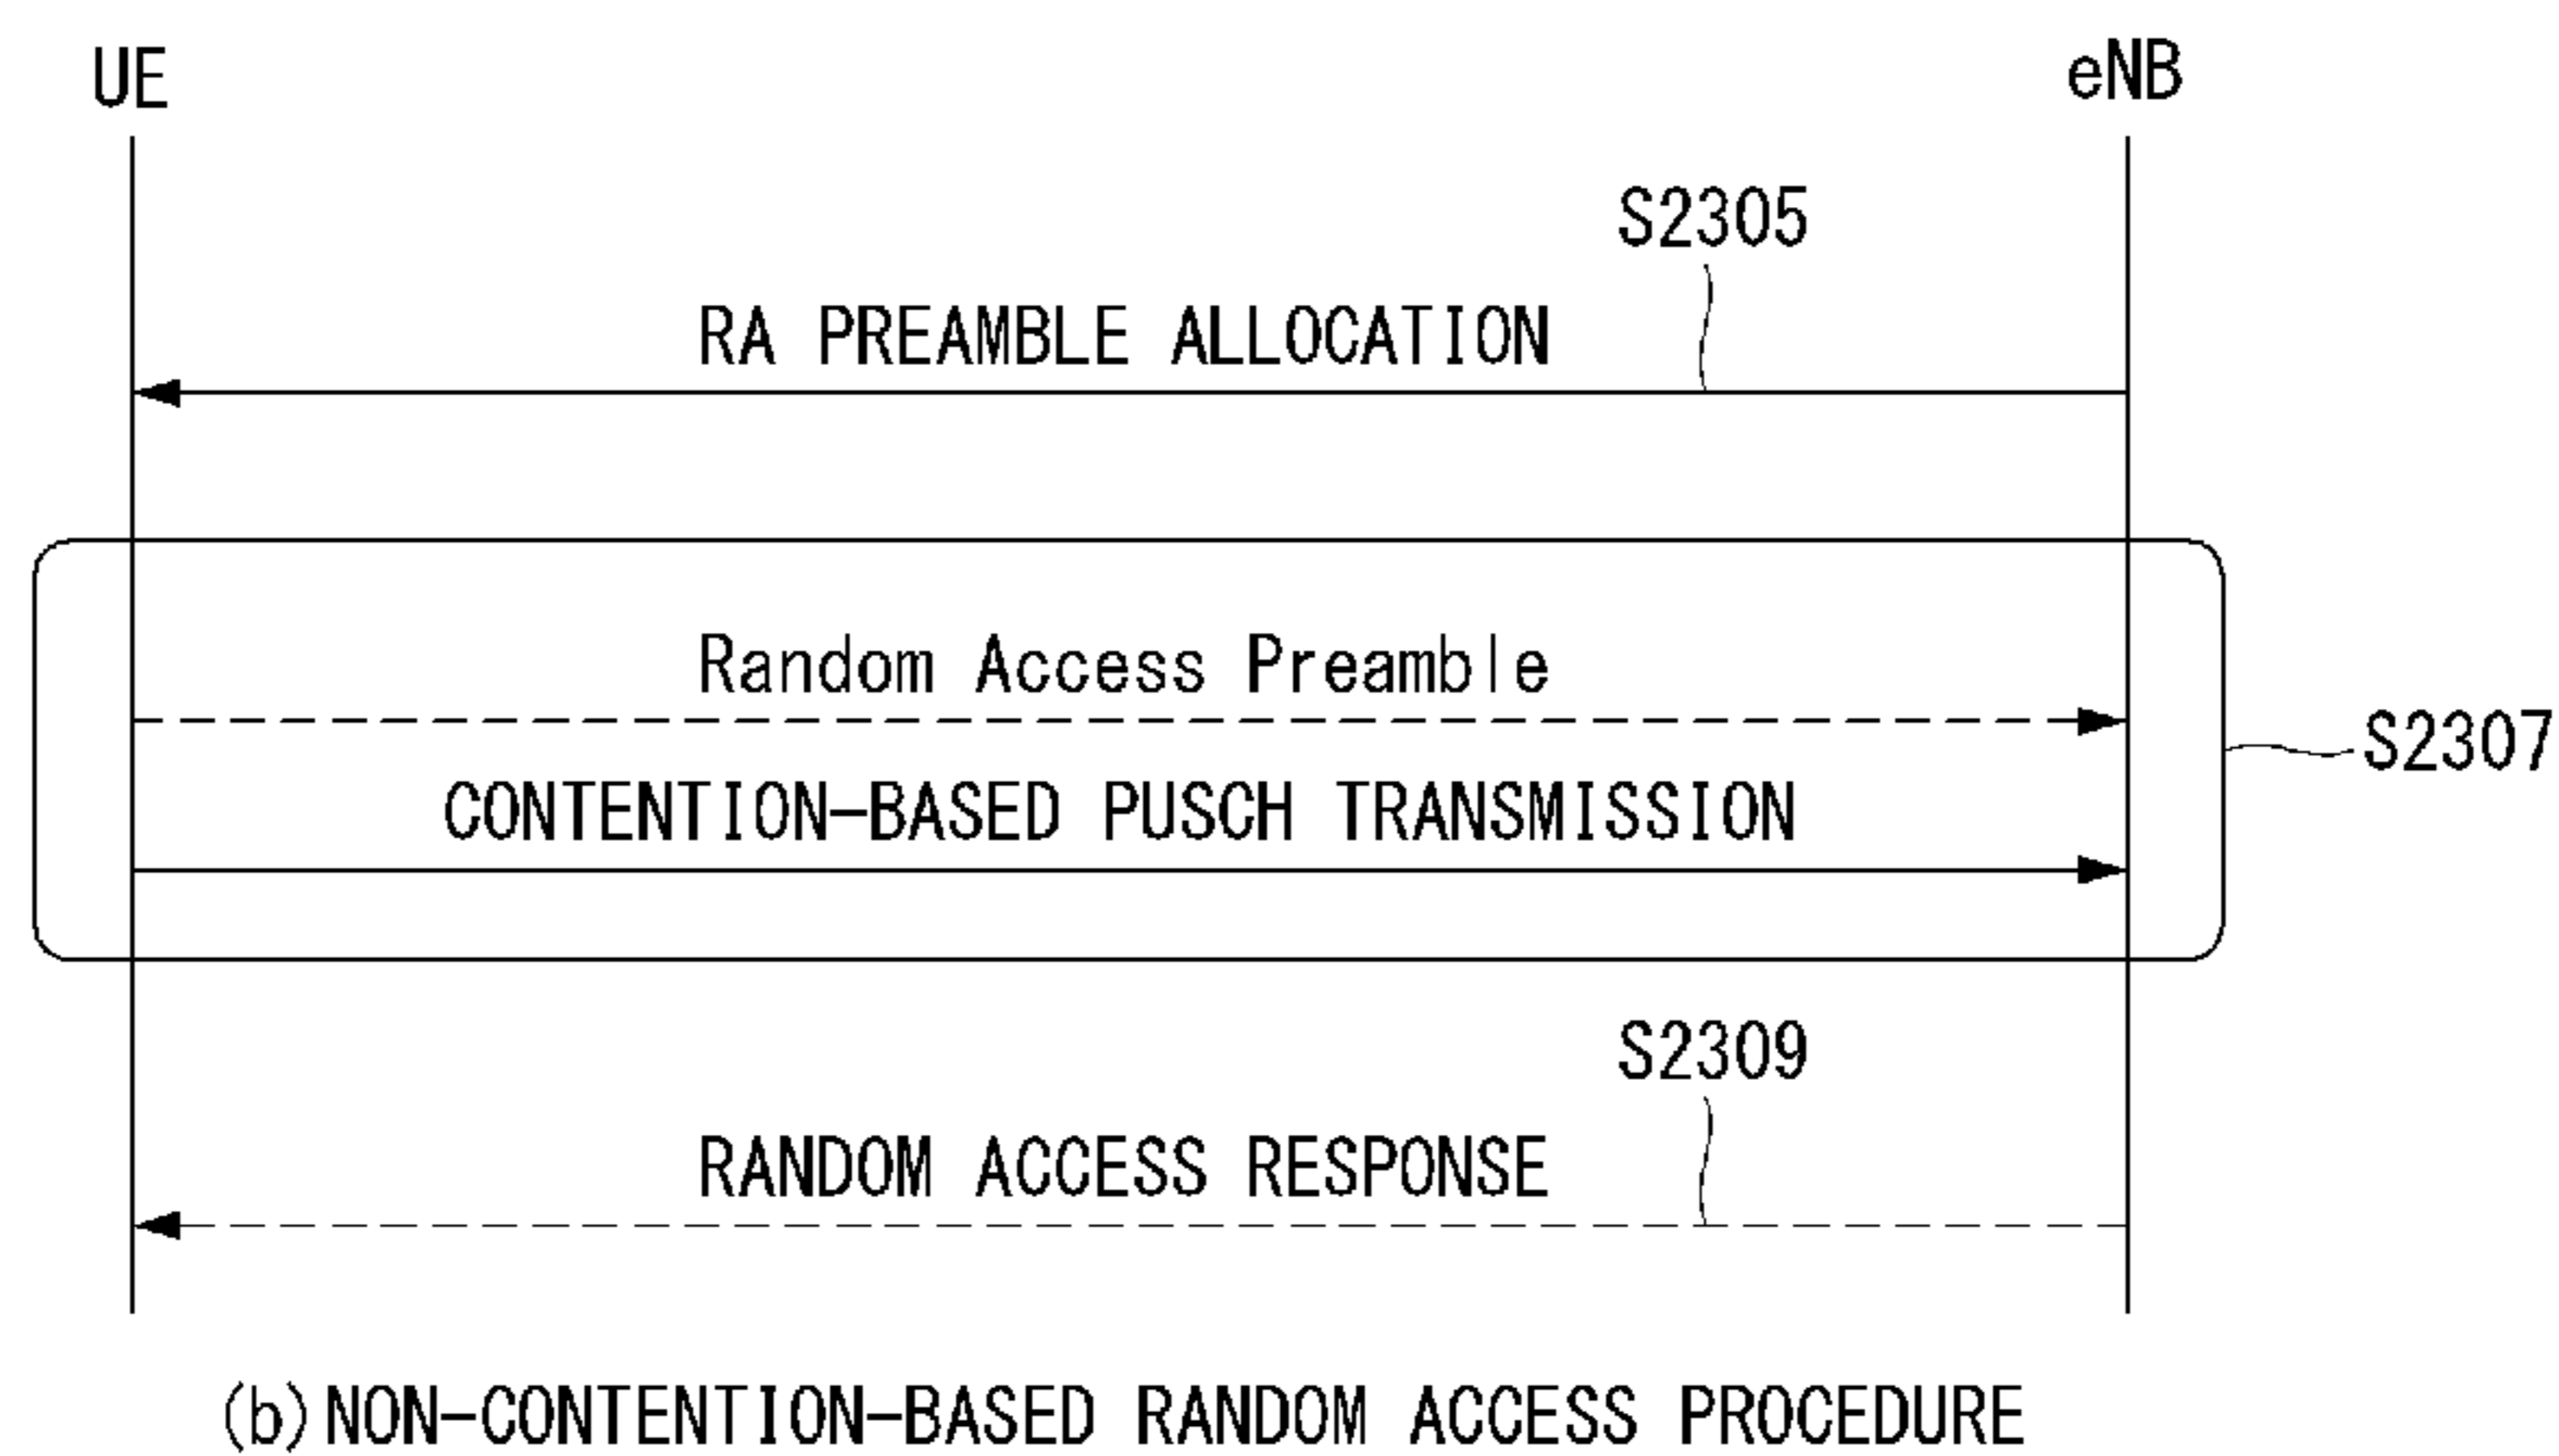 UE
eNB
S2305
RA PREAMBLE ALLOCATION
Random Access Preamble
S2307
CONTENTION-BASED PUSCH TRANSMISSION
S2309
RANDOM ACCESS RESPONSE
(b) NON-CONTENTION-BASED RANDOM ACCESS PROCEDURE